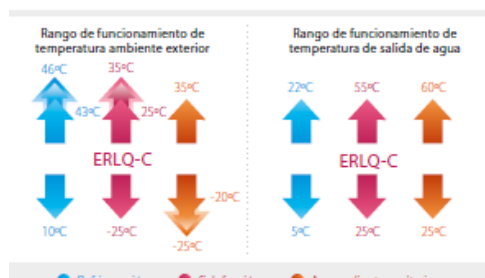 Rango de funcionamiento de
temperatura ambiente exterior
46ºC
35ºC
35ºC
43ºC
25ºC
ERLQ-C
-20ºC
10ºC
-25ºC
-25ºC
Rango de funcionamiento de
temperatura de salida de agua
22ºC
55ºC
60ºC
ERLQ-C
5ºC
25ºC
25ºC